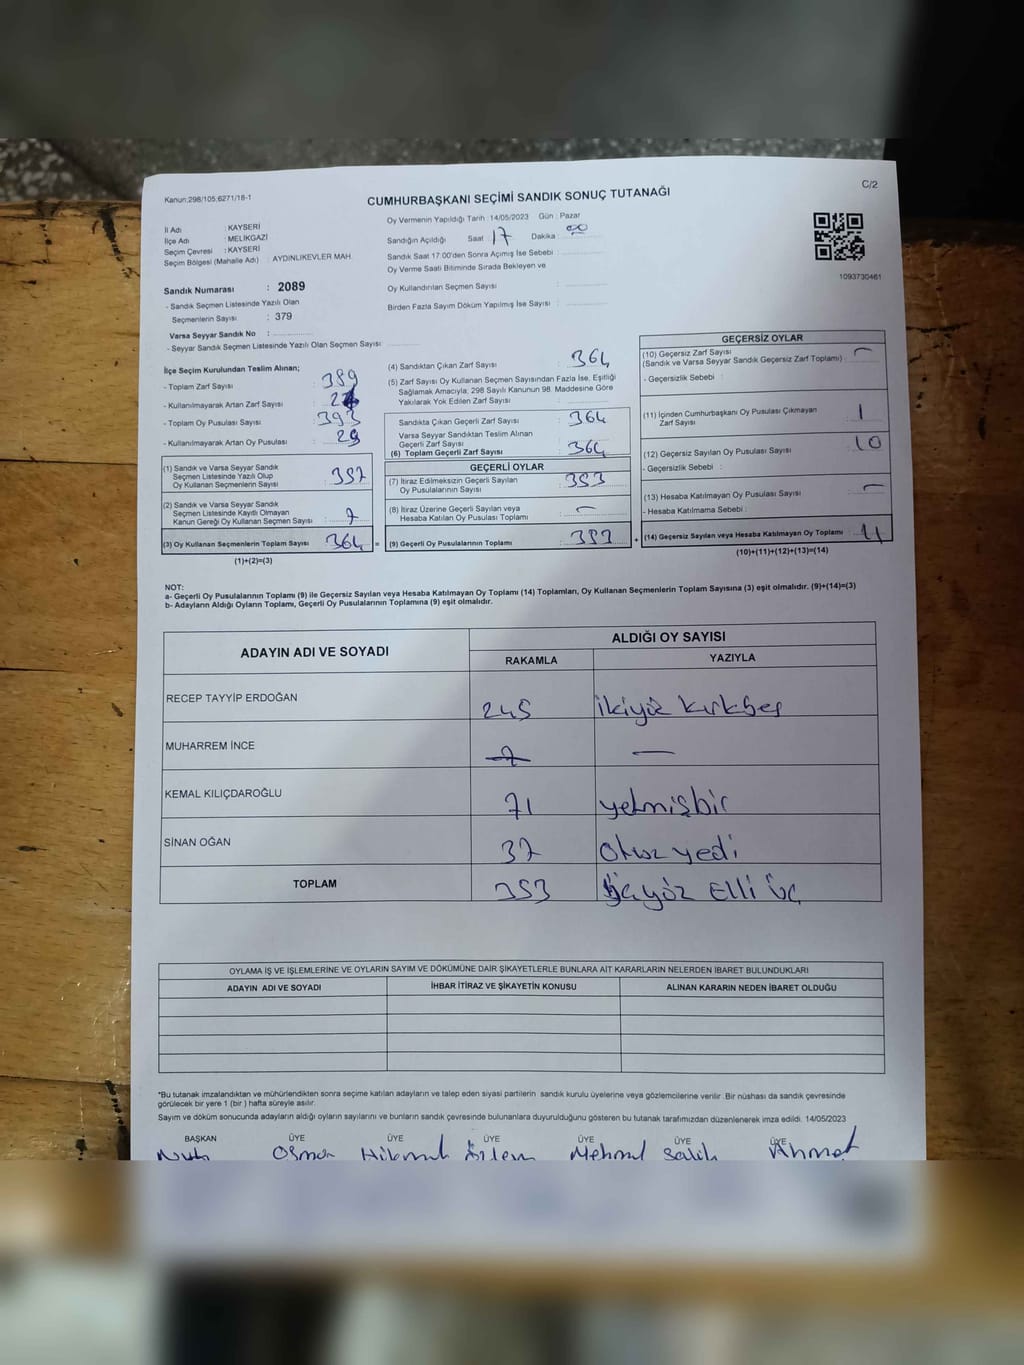 Kanun:298/105,6271/16-1
C/2
CUMHURBAŞKANI SEÇİMİ SANDIK SONUÇ TUTANAĞI
İl Adı : KAYSERİ
İlçe Adı : MELİKGAZİ
Seçim Çevresi : KAYSERİ
Seçim Bölgesi (Mahalle Adı) : AYDINLIKEVLER MAH.
Sandık Numarası : 2089
- Sandık Seçmen Listesinde Yazılı Olan
Seçmenlerin Sayısı : 379
Varsa Seyyar Sandık No :
- Seyyar Sandık Seçmen Listesinde Yazılı Olan Seçmen Sayısı :
Oy Vermenin Yapıldığı Tarih : 14/05/2023 Gün : Pazar
Sandığın Açıldığı Saat : 17 Dakika : 00
Sandık Saat 17:00'den Sonra Açımış İse Sebebi :
Oy Verme Saati Bitiminde Sırada Bekleyen ve
Oy Kullandırılan Seçmen Sayısı :
Birden Fazla Sayım Döküm Yapılmış İse Sayısı :
1093730461
İlçe Seçim Kurulundan Teslim Alınan;
- Toplam Zarf Sayısı : 389
- Kullanılmayarak Artan Zarf Sayısı :
- Toplam Oy Pusulası Sayısı : 393
- Kullanılmayarak Artan Oy Pusulası : 29
(1) Sandık ve Varsa Seyyar Sandık
Seçmen Listesinde Yazılı Olup
Oy Kullanan Seçmenlerin Sayısı : 357
(2) Sandık ve Varsa Seyyar Sandık
Seçmen Listesinde Kayıtlı Olmayan
Kanun Gereği Oy Kullanan Seçmen Sayısı : 7
(3) Oy Kullanan Seçmenlerin Toplam Sayısı : 364 =
(1)+(2)=(3)
(4) Sandıktan Çıkan Zarf Sayısı : 364
(5) Zarf Sayısı Oy Kullanan Seçmen Sayısından Fazla İse, Eşitliği
Sağlamak Amacıyla, 298 Sayılı Kanunun 98. Maddesine Göre
Yakılarak Yok Edilen Zarf Sayısı :
Sandıkta Çıkan Geçerli Zarf Sayısı : 364
Varsa Seyyar Sandıktan Teslim Alınan
Geçerli Zarf Sayısı :
(6) Toplam Geçerli Zarf Sayısı : 364
GEÇERLİ OYLAR
(7) İtiraz Edilmeksizin Geçerli Sayılan
Oy Pusulalarının Sayısı : 353
(8) İtiraz Üzerine Geçerli Sayılan veya
Hesaba Katılan Oy Pusulası Toplamı : —
(9) Geçerli Oy Pusulalarının Toplamı : 353 +
GEÇERSİZ OYLAR
(10) Geçersiz Zarf Sayısı : —
(Sandık ve Varsa Seyyar Sandık Geçersiz Zarf Toplamı)
- Geçersizlik Sebebi :
(11) İçinden Cumhurbaşkanı Oy Pusulası Çıkmayan
Zarf Sayısı : 1
(12) Geçersiz Sayılan Oy Pusulası Sayısı : 10
- Geçersizlik Sebebi :
(13) Hesaba Katılmayan Oy Pusulası Sayısı : —
- Hesaba Katılmama Sebebi :
(14) Geçersiz Sayılan veya Hesaba Katılmayan Oy Toplamı : 11
(10)+(11)+(12)+(13)=(14)
NOT:
a- Geçerli Oy Pusulalarının Toplamı (9) ile Geçersiz Sayılan veya Hesaba Katılmayan Oy Toplamı (14) Toplamları, Oy Kullanan Seçmenlerin Toplam Sayısına (3) eşit olmalıdır. (9)+(14)=(3)
b- Adayların Aldığı Oyların Toplamı, Geçerli Oy Pusulalarının Toplamına (9) eşit olmalıdır.
ADAYIN ADI VE SOYADI
ALDIĞI OY SAYISI
RAKAMLA YAZIYLA
RECEP TAYYİP ERDOĞAN 245 ikiyüz kırkbeş
MUHARREM İNCE —
KEMAL KILIÇDAROĞLU 71 yetmişbir
SİNAN OĞAN 37 Otuz yedi
TOPLAM 353 üçyüz Elli üç
OYLAMA İŞ VE İŞLEMLERİNE VE OYLARIN SAYIM VE DÖKÜMÜNE DAİR ŞİKAYETLERLE BUNLARA AİT KARARLARIN NELERDEN İBARET BULUNDUKLARI
ADAYIN ADI VE SOYADI İHBAR İTİRAZ VE ŞİKAYETİN KONUSU ALINAN KARARIN NEDEN İBARET OLDUĞU
*Bu tutanak imzalandıktan ve mühürlendikten sonra seçime katılan adayların ve talep eden siyasi partilerin sandık kurulu üyelerine veya gözlemcilerine verilir. Bir nüshası da sandık çevresinde
görülecek bir yere 1 (bir) hafta süreyle asılır.
Sayım ve döküm sonucunda adayların aldığı oyların sayılarını ve bunların sandık çevresinde bulunanlara duyurulduğunu gösteren bu tutanak tarafımızdan düzenlenerek imza edildi. 14/05/2023
BAŞKAN ÜYE ÜYE ÜYE ÜYE ÜYE ÜYE
Osman Hikmet Özlem Mehmet Salih Ahmet